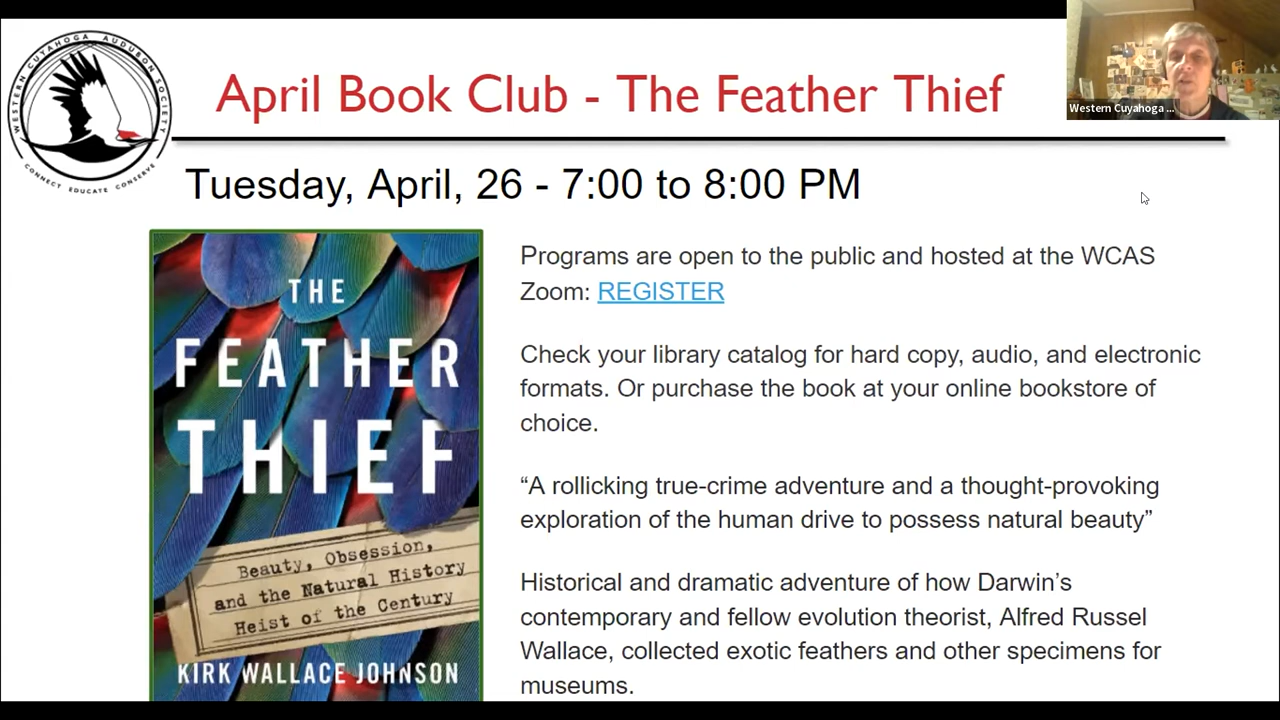 WESTERN CUYAHOGA AUDUBON SOCIETY
CONNECT EDUCATE CONSERVE
April Book Club - The Feather Thief
Western Cuyahoga ...
Tuesday, April, 26 - 7:00 to 8:00 PM
THE
FEATHER
THIEF
Beauty, Obsession,
and the Natural History
Heist of the Century
KIRK WALLACE JOHNSON
Programs are open to the public and hosted at the WCAS
Zoom: REGISTER
Check your library catalog for hard copy, audio, and electronic
formats. Or purchase the book at your online bookstore of
choice.
“A rollicking true-crime adventure and a thought-provoking
exploration of the human drive to possess natural beauty”
Historical and dramatic adventure of how Darwin’s
contemporary and fellow evolution theorist, Alfred Russel
Wallace, collected exotic feathers and other specimens for
museums.